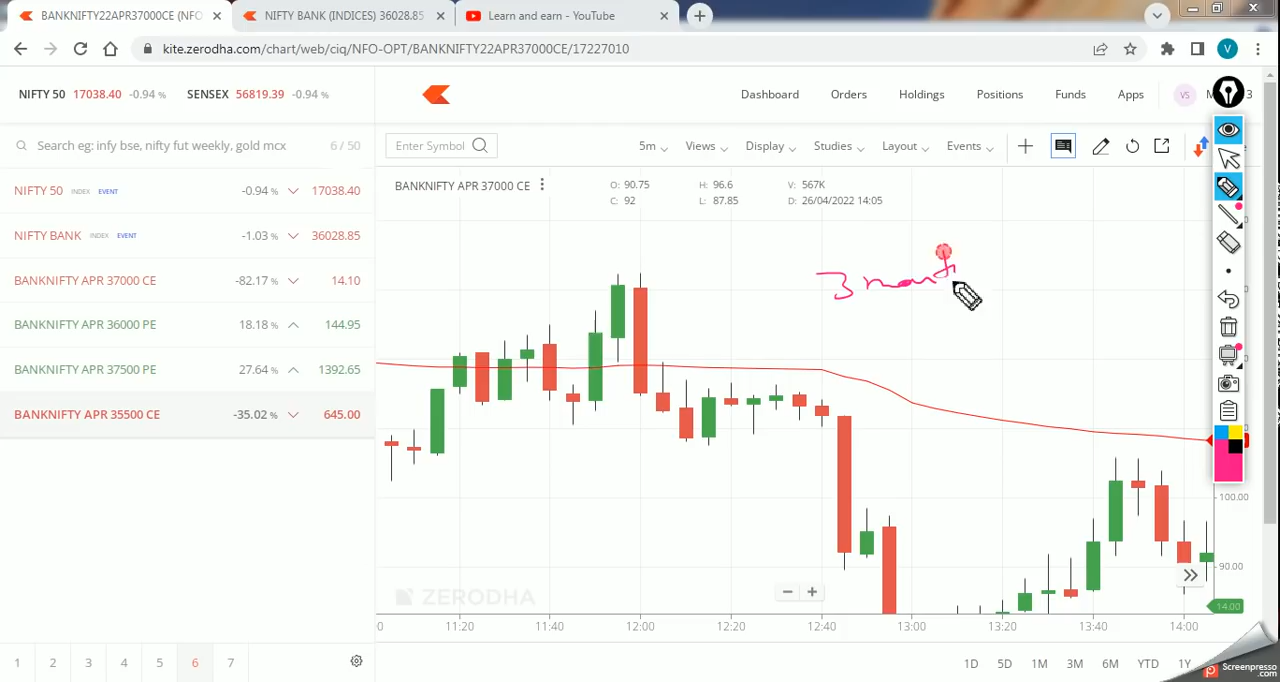 BANKNIFTY22APR37000CE (NFO
NIFTY BANK (INDICES) 36028.85
Learn and earn - YouTube
kite.zerodha.com/chart/web/ciq/NFO-OPT/BANKNIFTY22APR37000CE/17227010
V
NIFTY 50 17038.40 -0.94 % SENSEX 56819.39 -0.94 %
Dashboard Orders Holdings Positions Funds Apps VS
Search eg: infy bse, nifty fut weekly, gold mcx 6 / 50
Enter Symbol 5m Views Display Studies Layout Events
NIFTY 50 INDEX EVENT -0.94 % 17038.40
NIFTY BANK INDEX EVENT -1.03 % 36028.85
BANKNIFTY APR 37000 CE -82.17 % 14.10
BANKNIFTY APR 36000 PE 18.18 % 144.95
BANKNIFTY APR 37500 PE 27.64 % 1392.65
BANKNIFTY APR 35500 CE -35.02 % 645.00
BANKNIFTY APR 37000 CE
O: 90.75 H: 96.6 V: 567K
C: 92 L: 87.85 D: 26/04/2022 14:05
3 mont
100.00
90.00
14.00
ZERODHA
11:20 11:40 12:00 12:20 12:40 13:00 13:20 13:40 14:00
1 2 3 4 5 6 7
1D 5D 1M 3M 6M YTD 1Y
Screenpresso
.com